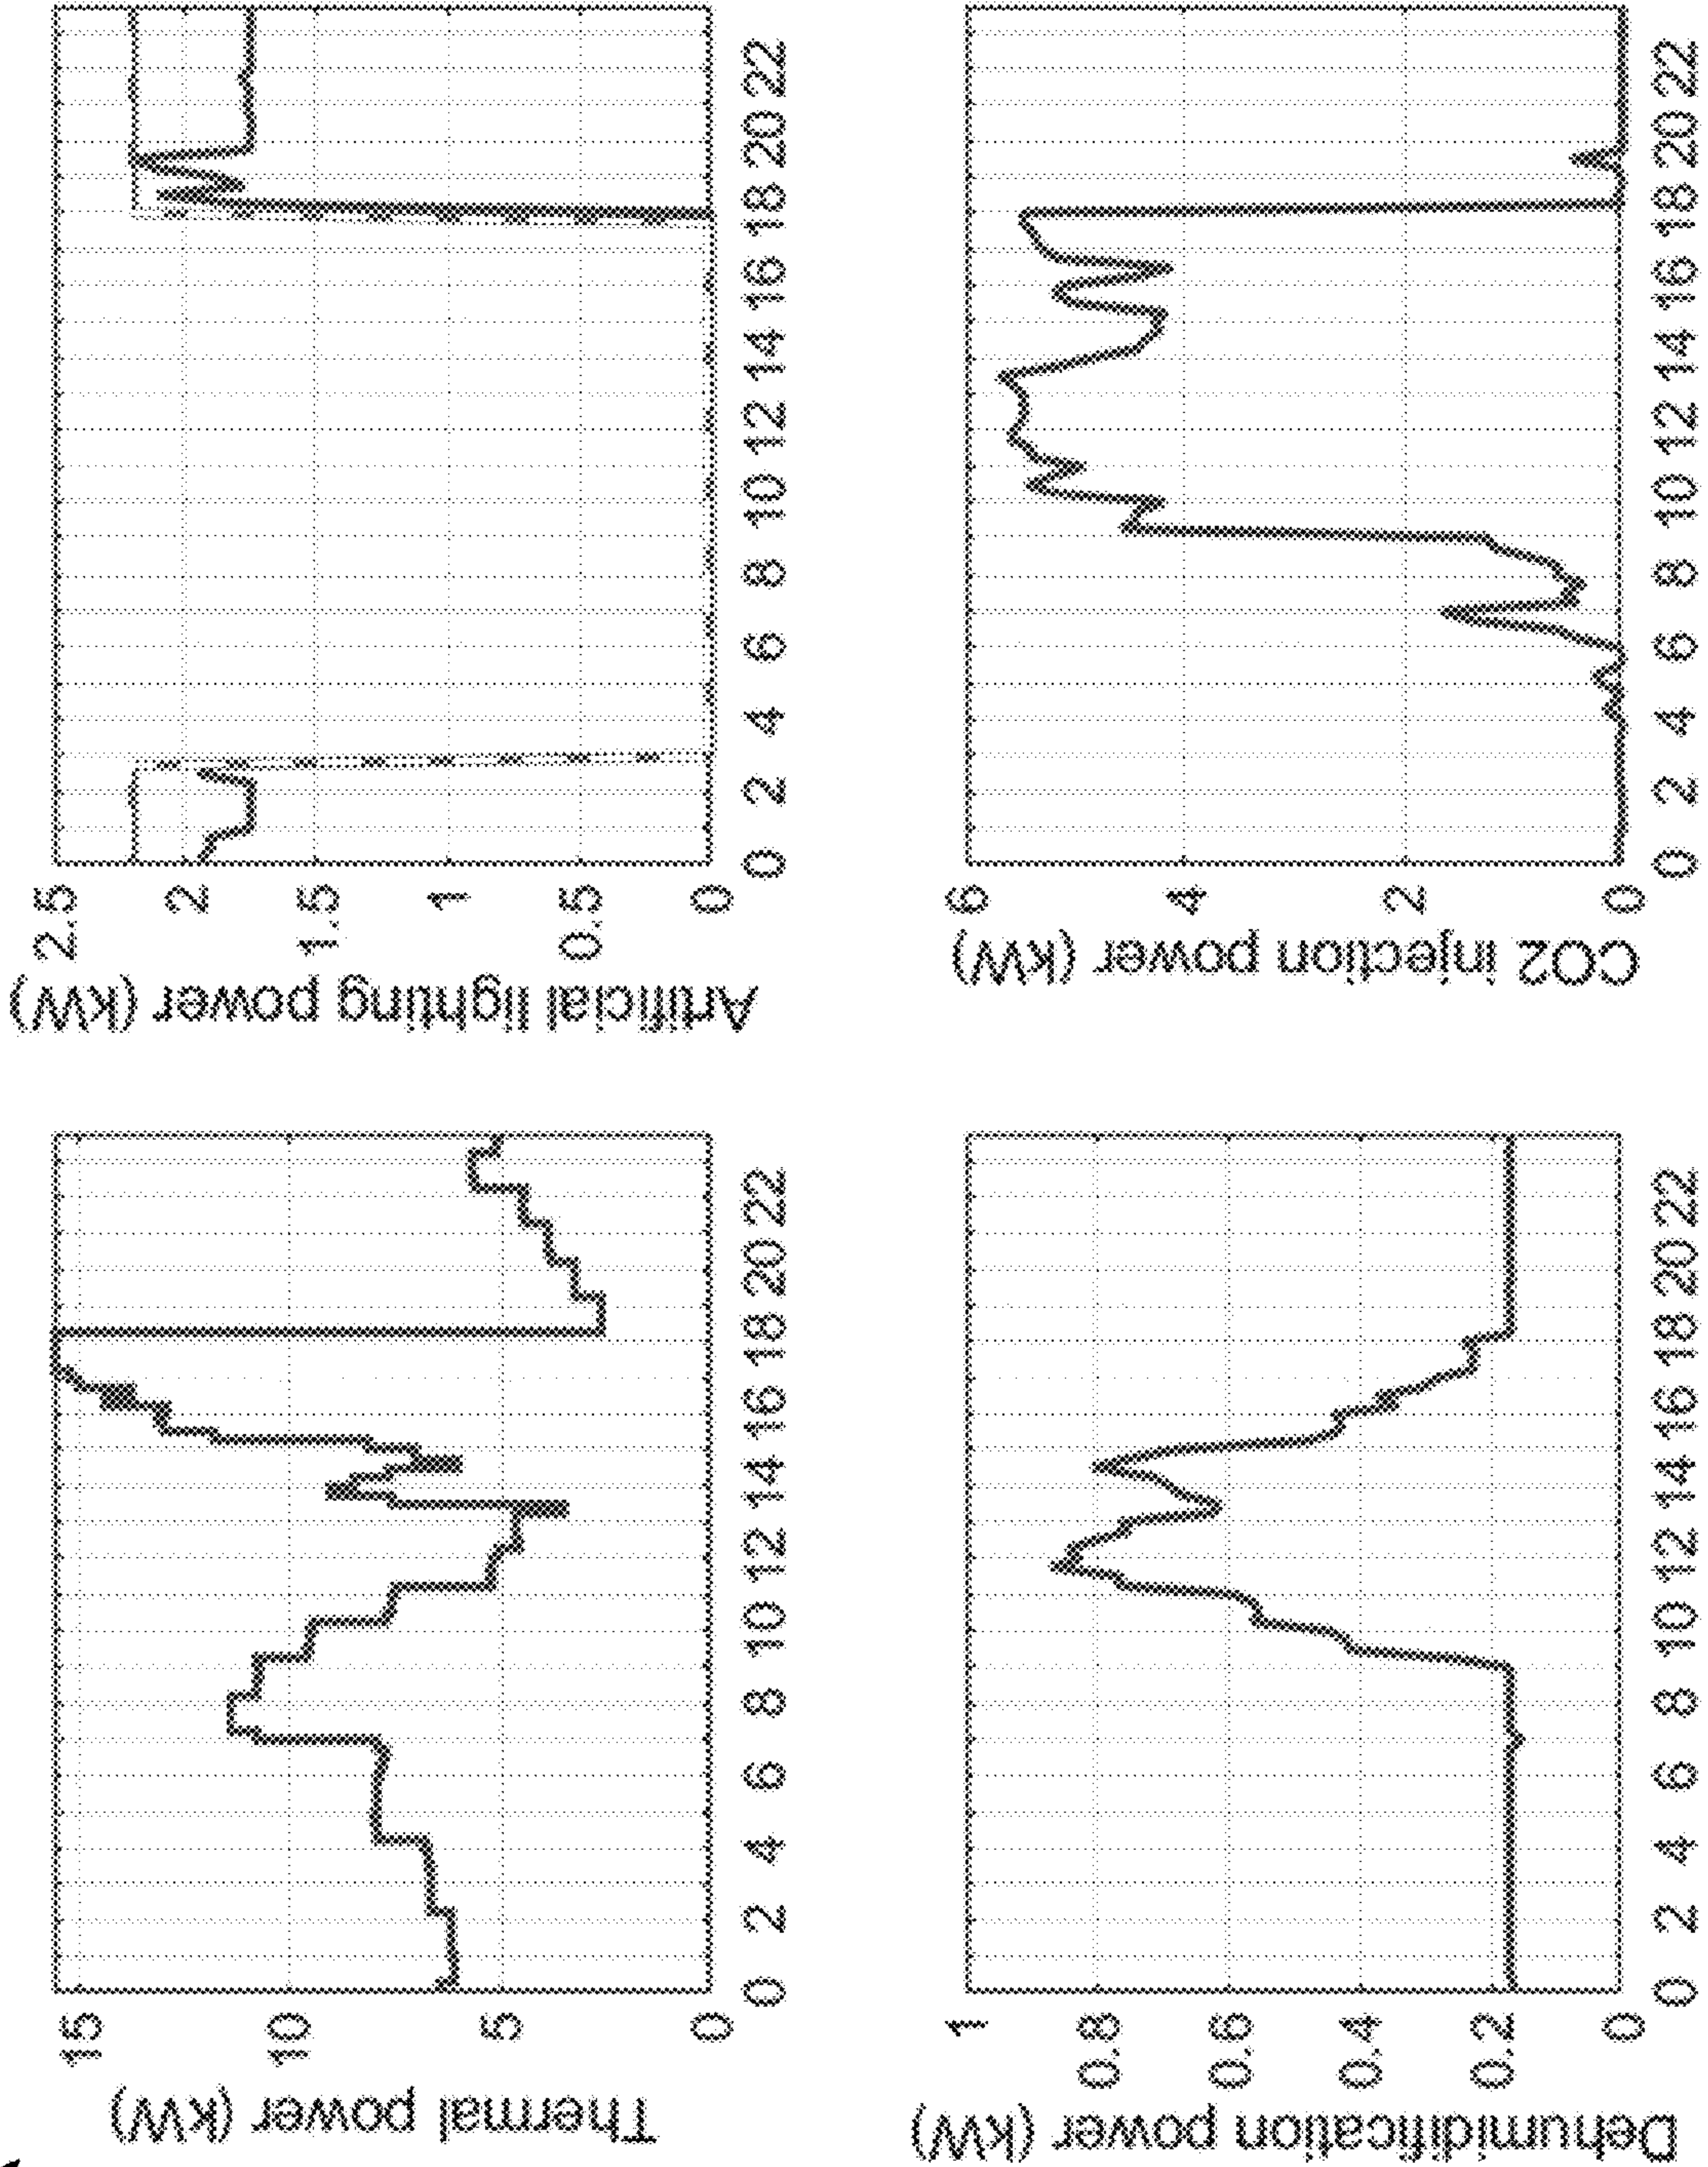 Thermal power (kW)
15
10
5
0
0 2 4 6 8 10 12 14 16 18 20 22
Artificial lighting power (kW)
2.5
2
1.5
1
0.5
0
0 2 4 6 8 10 12 14 16 18 20 22
Dehumidification power (kW)
1
0.8
0.6
0.4
0.2
0
0 2 4 6 8 10 12 14 16 18 20 22
CO2 injection power (kW)
6
4
2
0
0 2 4 6 8 10 12 14 16 18 20 22